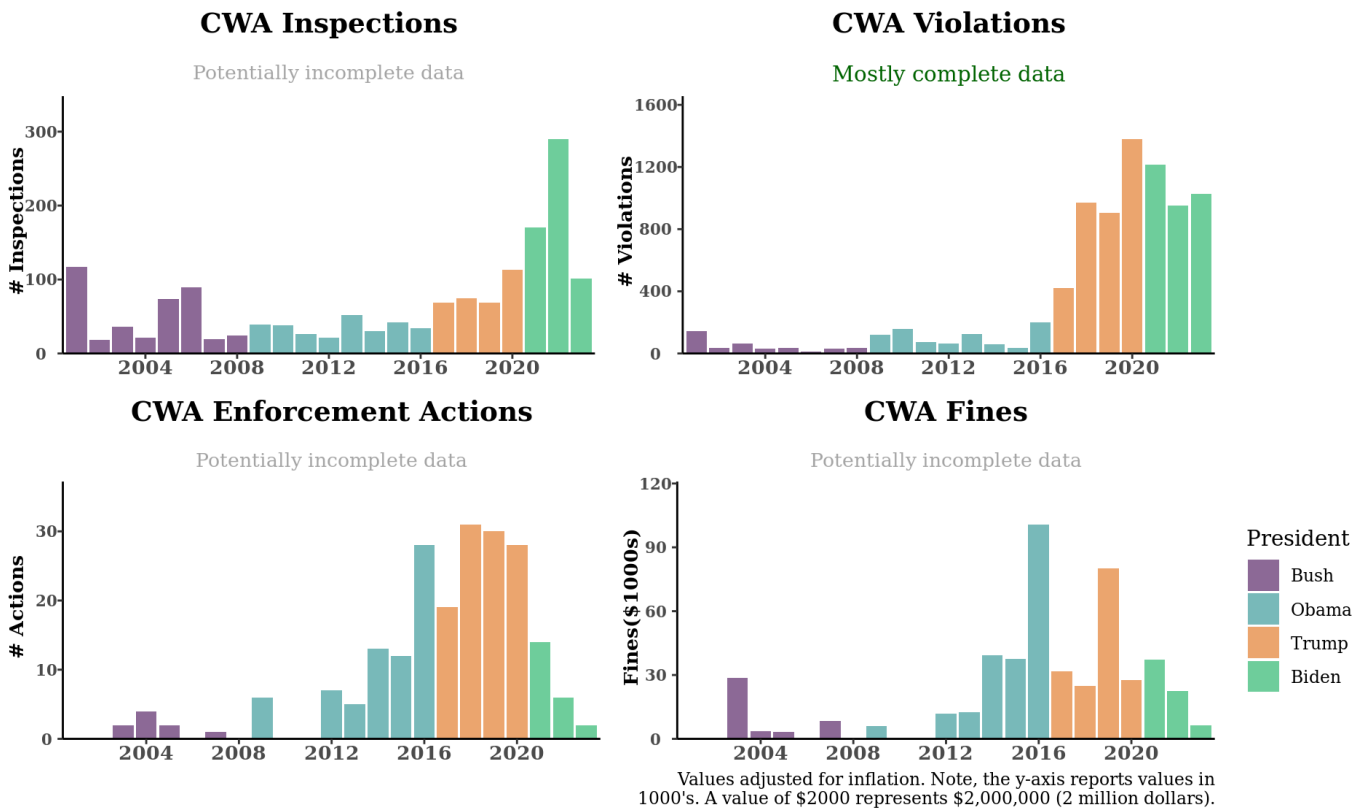 CWA Inspections
Potentially incomplete data
# Inspections
300
200
100
0
2004
2008
2012
2016
2020
CWA Violations
Mostly complete data
# Violations
1600
1200
800
400
0
2004
2008
2012
2016
2020
CWA Enforcement Actions
Potentially incomplete data
# Actions
30
20
10
0
2004
2008
2012
2016
2020
CWA Fines
Potentially incomplete data
Fines($1000s)
120
90
60
30
0
2004
2008
2012
2016
2020
President
Bush
Obama
Trump
Biden
Values adjusted for inflation. Note, the y-axis reports values in
1000's. A value of $2000 represents $2,000,000 (2 million dollars).